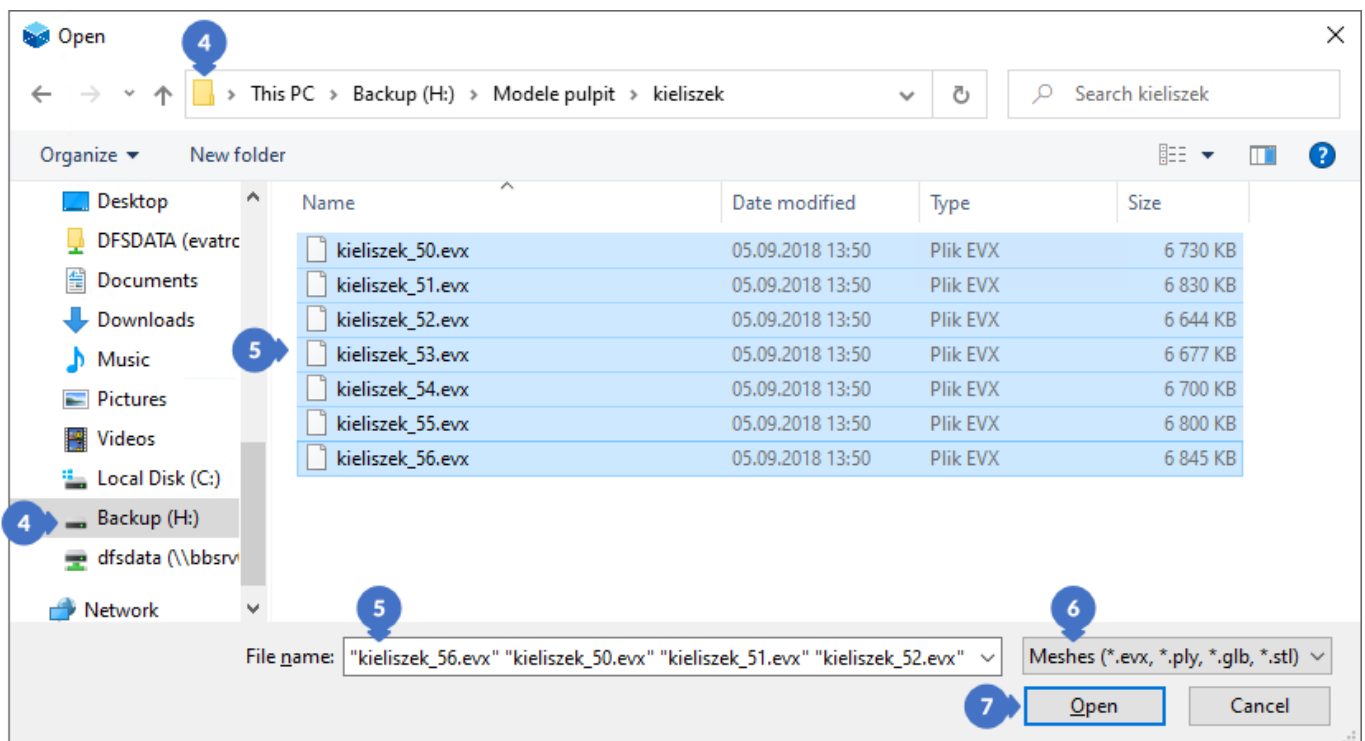 Open
4
4
This PC > Backup (H:) > Modele pulpit > kieliszek
Search kieliszek
Organize
New folder
?
Desktop
DFSDATA (evatrc
Documents
Downloads
Music
Pictures
Videos
Local Disk (C:)
Backup (H:)
dfsdata (\\bbsrv
Network
Name Date modified Type Size
kieliszek_50.evx 05.09.2018 13:50 Plik EVX 6 730 KB
kieliszek_51.evx 05.09.2018 13:50 Plik EVX 6 830 KB
kieliszek_52.evx 05.09.2018 13:50 Plik EVX 6 644 KB
5
kieliszek_53.evx 05.09.2018 13:50 Plik EVX 6 677 KB
kieliszek_54.evx 05.09.2018 13:50 Plik EVX 6 700 KB
kieliszek_55.evx 05.09.2018 13:50 Plik EVX 6 800 KB
kieliszek_56.evx 05.09.2018 13:50 Plik EVX 6 845 KB
5
6
File name: "kieliszek_56.evx" "kieliszek_50.evx" "kieliszek_51.evx" "kieliszek_52.evx"
Meshes (*.evx, *.ply, *.glb, *.stl)
7
Open
Cancel